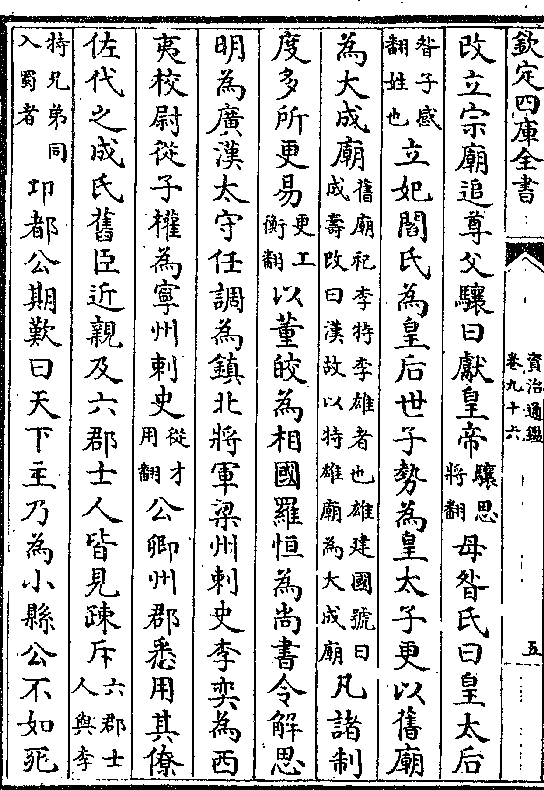 欽定四庫全書
資治通鑑
卷九十六
五
改立宗廟追尊父驤曰獻皇帝驤思將翻母昝氏曰皇太后
昝子感翻姓也立妃閻氏為皇后世子勢為皇太子更以舊廟
為大成廟舊廟祀李特李雄者也雄建國號曰成壽改曰漢故以特雄廟為大成廟凡諸制
度多所更易更工衡翻以董皎為相國羅恒為尚書令解思
明為廣漢太守任調為鎮北將軍梁州刺史李奕為西
夷校尉從子權為寧州刺史從才用翻公卿州郡悉用其僚
佐代之成氏舊臣近親及六郡士人皆見踈斥六郡士人與李
特兄弟同入蜀者卭都公期歎曰天下主乃為小縣公不如死